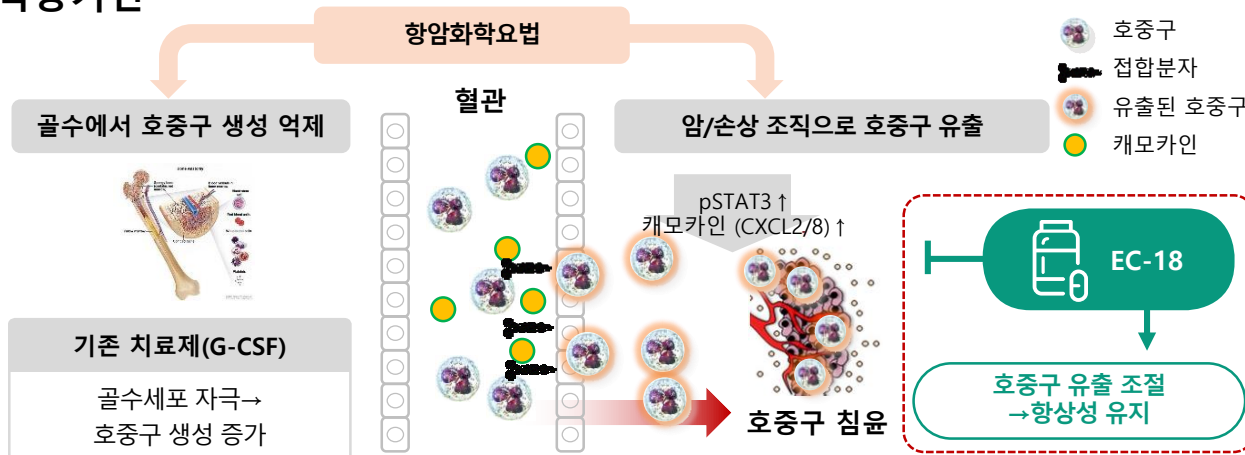 항암화학요법
호중구
접합분자
유출된 호중구
캐모카인
골수에서 호중구 생성 억제
혈관
암/손상 조직으로 호중구 유출
pSTAT3 ↑
캐모카인 (CXCL2/8) ↑
EC-18
기존 치료제(G-CSF)
골수세포 자극→
호중구 생성 증가
호중구 침윤
호중구 유출 조절
→항상성 유지